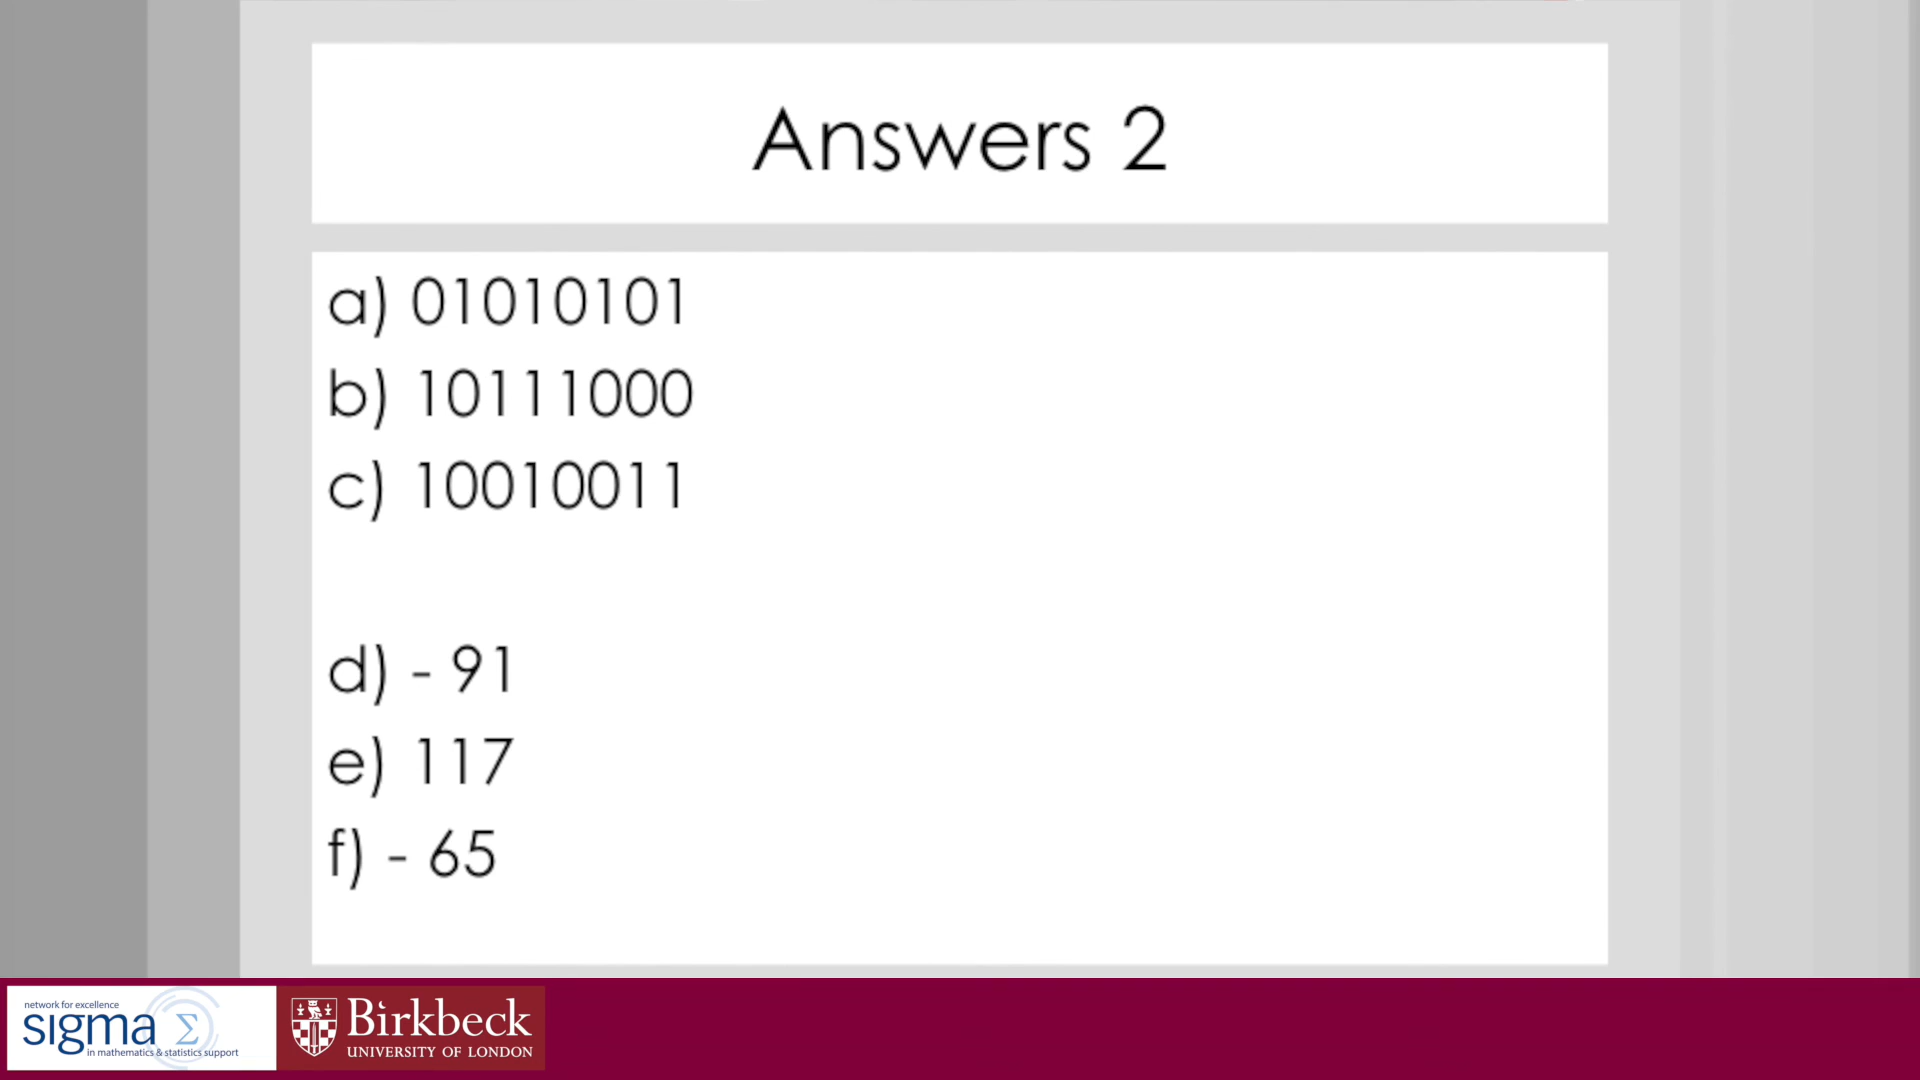 Answers 2
a) 01010101
b) 10111000
c) 10010011
d) - 91
e) 117
f) - 65
network for excellence
sigma Σ
in mathematics & statistics support
Birkbeck
UNIVERSITY OF LONDON